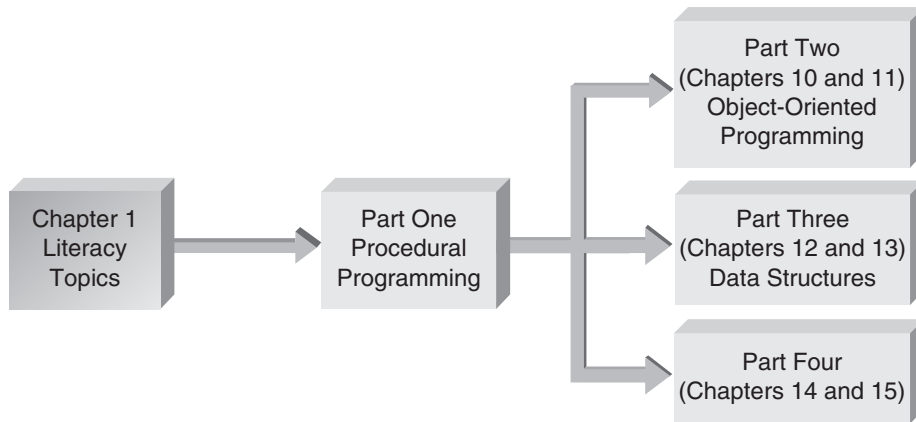 Chapter 1
Literacy
Topics
Part One
Procedural
Programming
Part Two
(Chapters 10 and 11)
Object-Oriented
Programming
Part Three
(Chapters 12 and 13)
Data Structures
Part Four
(Chapters 14 and 15)